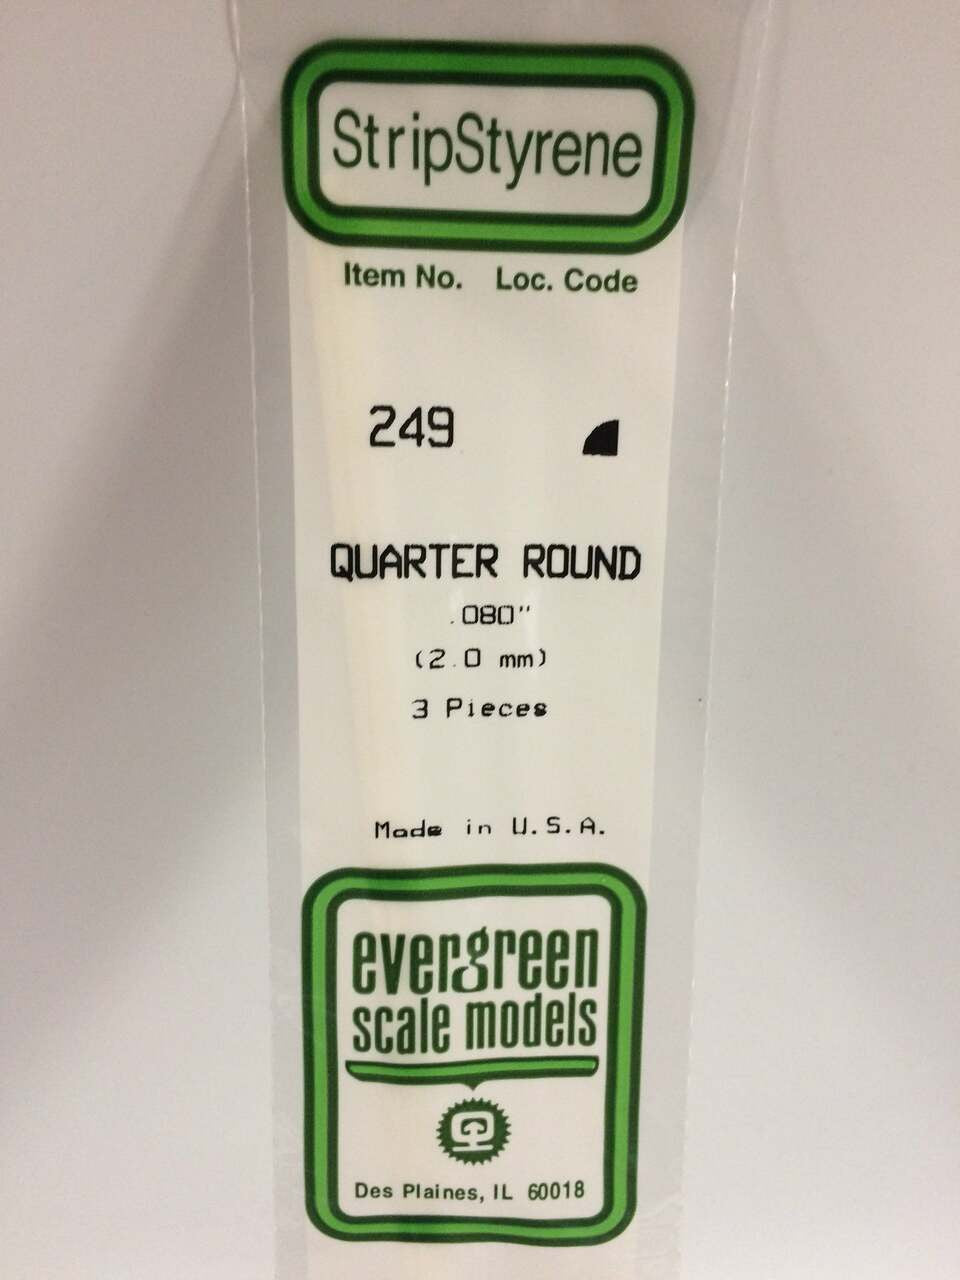 StripStyrene
Item No. Loc. Code
249
QUARTER ROUND
.080"
(2.0 mm)
3 Pieces
Made in U.S.A.
evergreen
scale models
Des Plaines, IL 60018